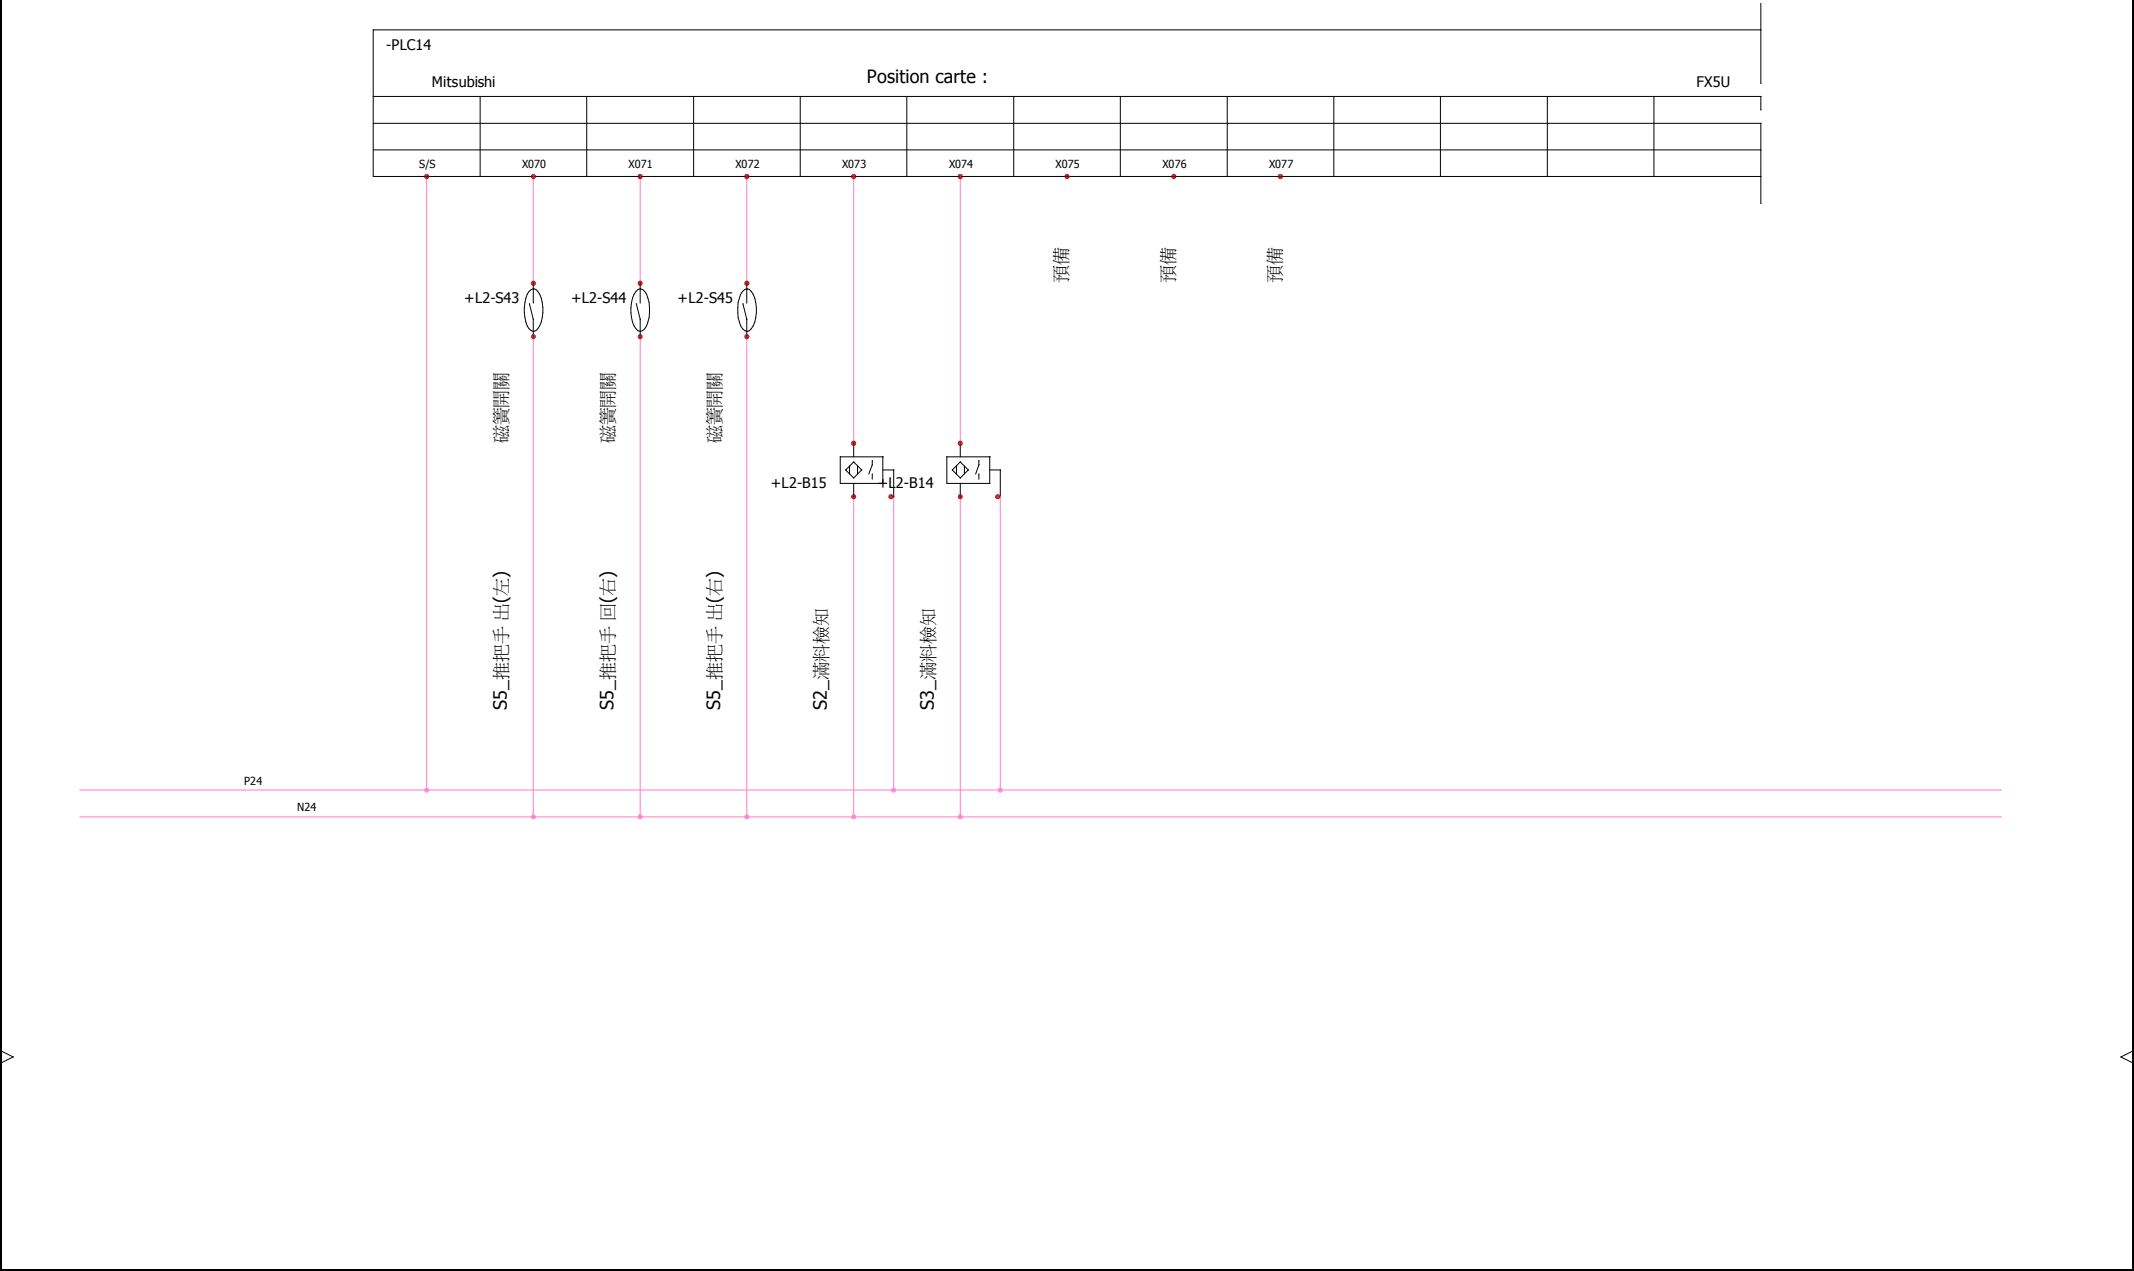 -PLC14
Mitsubishi
Position carte :
FX5U
S/S
X070
X071
X072
X073
X074
X075
X076
X077
預備
預備
預備
+L2-S43
+L2-S44
+L2-S45
磁簧開關
磁簧開關
磁簧開關
+L2-B15
+L2-B14
S5_推把手 出(左)
S5_推把手 回(右)
S5_推把手 出(右)
S2_滿料檢知
S3_滿料檢知
P24
N24